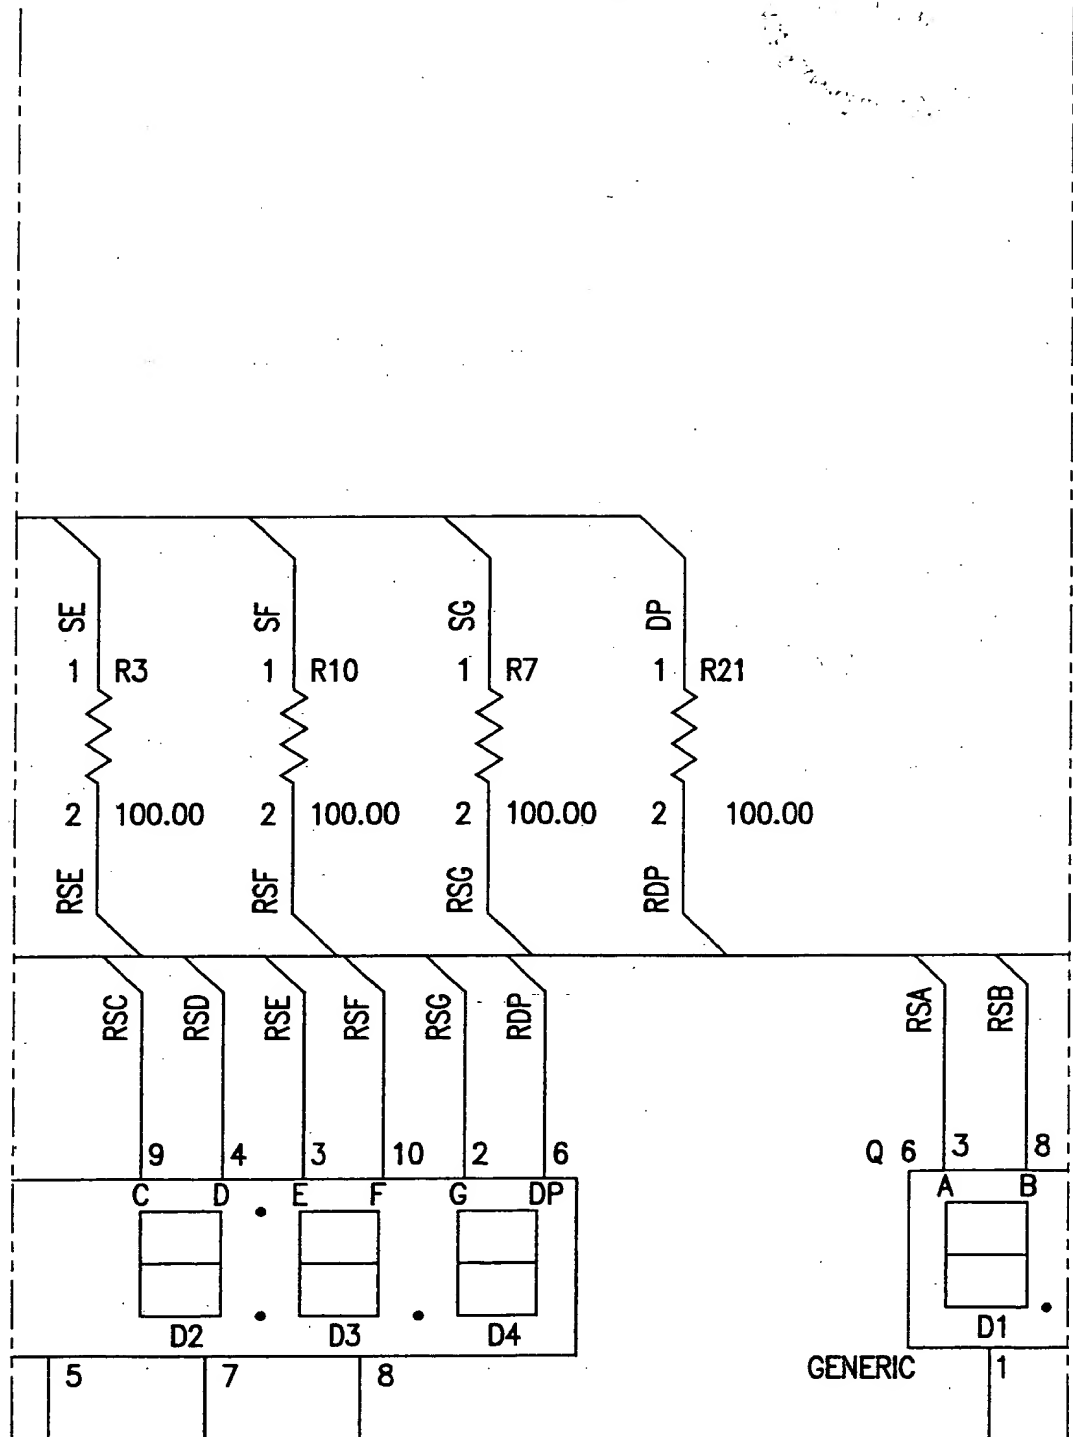 SE SF SG DP
1 R3 1 R10 1 R7 1 R21
2 100.00 2 100.00 2 100.00 2 100.00
RSE RSF RSG RDP
RSC RSD RSE RSF RSG RDP RSA RSB
9 4 3 10 2 6 Q 6 3 8
C D E F G DP A B
D2 D3 D4 D1
5 7 8 GENERIC 1